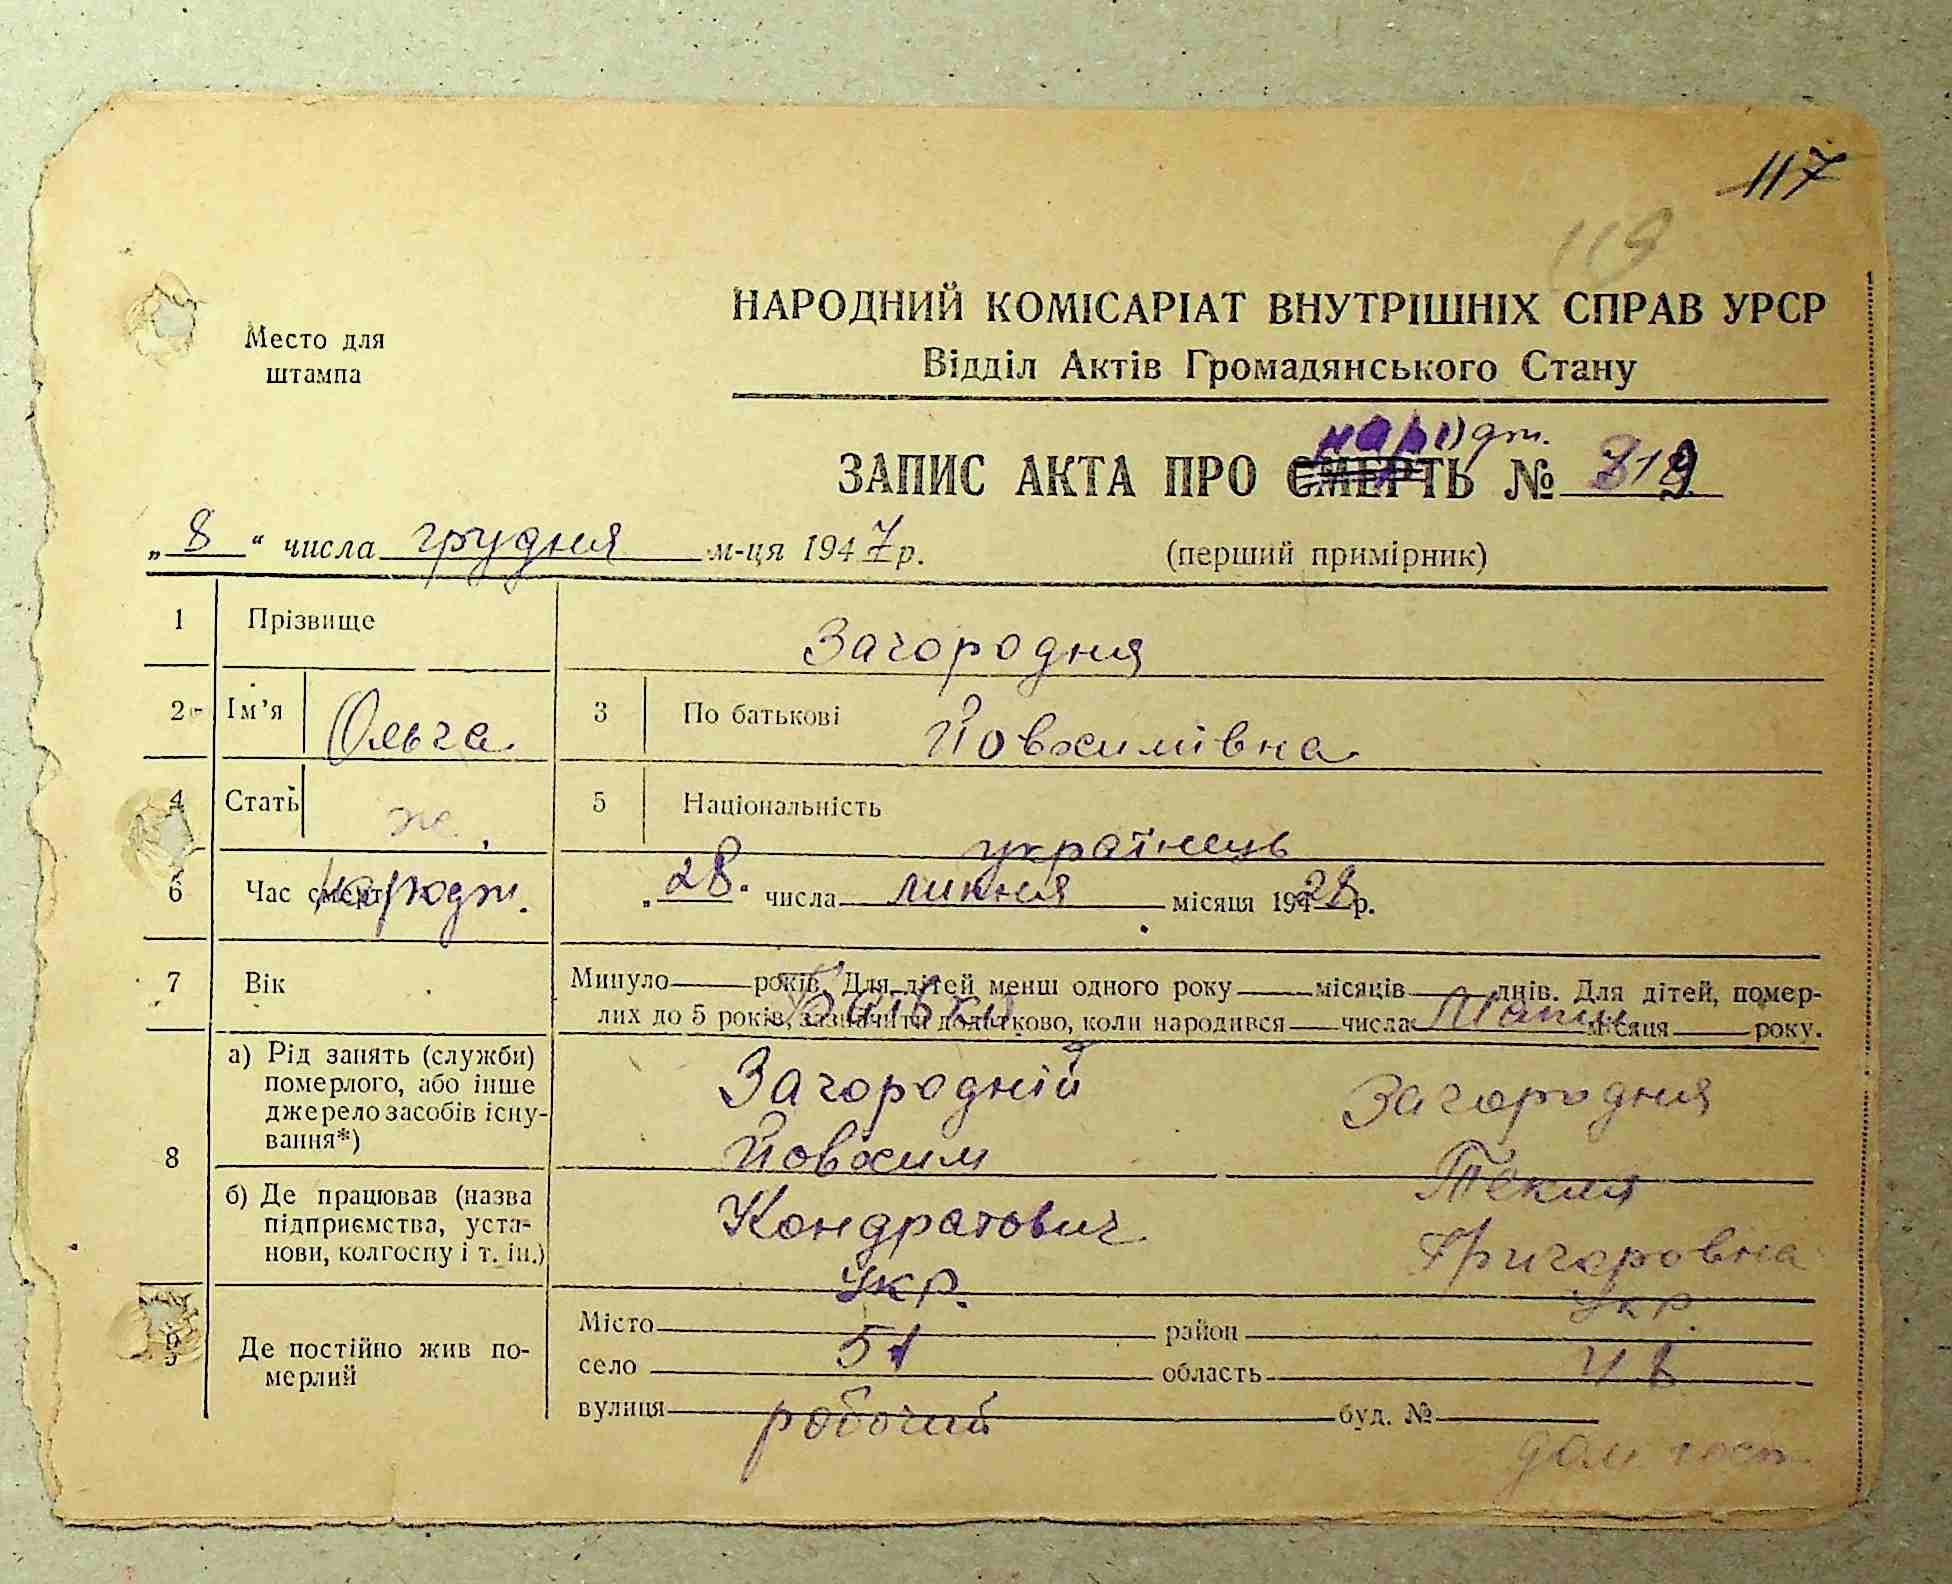 117
119
Место для
штампа
НАРОДНИЙ КОМІСАРІАТ ВНУТРІШНІХ СПРАВ УРСР
Відділ Актів Громадянського Стану
народж.
ЗАПИС АКТА ПРО СМЕРТЬ № 319
„8“ числа грудня м-ця 1947 р.
(перший примірник)
1 Прізвище Загородня
2 Ім'я Ольга 3 По батькові Йовхимівна
4 Стать ж. 5 Національність українець
6 Час смерті народж. „28“ числа липня місяця 1928 р.
7 Вік Минуло років. Для дітей менш одного року місяців днів. Для дітей, помер-
лих до 5 років, зазначити додатково, коли народився числа місяця року.
Батько Мати
8 а) Рід занять (служби)
померлого, або інше
джерело засобів існу-
вання*)
Загородній Загородня
Йовхим Текля
б) Де працював (назва
підприємства, уста-
нови, колгоспу і т. ін.)
Кондратович Григоровна
укр. укр.
9 Де постійно жив по-
мерлий
Місто район
село 51 область 48
вулиця робочий буд. №
дом. госп.